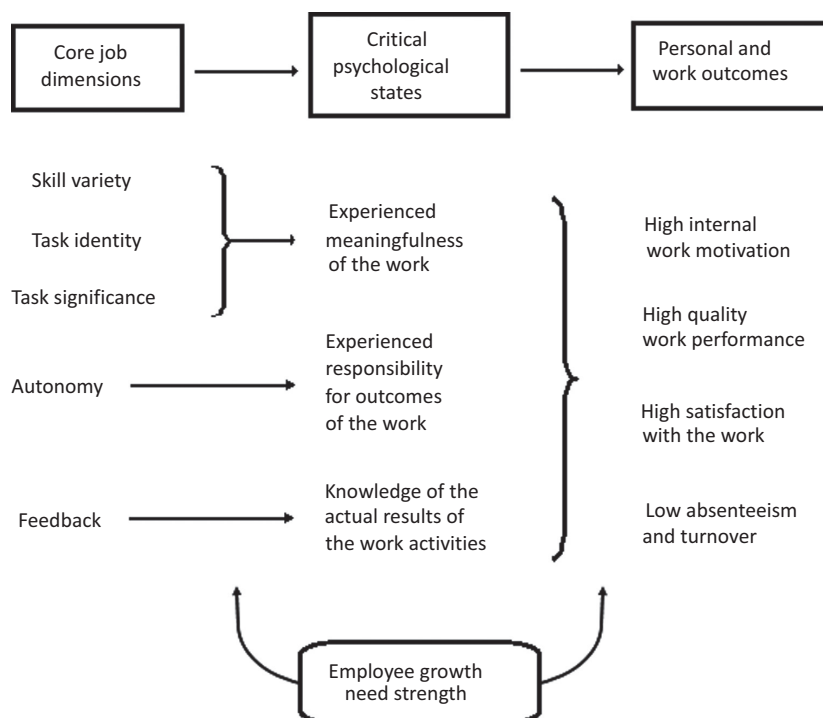 Core job
dimensions
Critical
psychological
states
Personal and
work outcomes
Skill variety
Task identity
Task significance
Experienced
meaningfulness
of the work
Autonomy
Experienced
responsibility
for outcomes
of the work
Feedback
Knowledge of the
actual results of
the work activities
High internal
work motivation
High quality
work performance
High satisfaction
with the work
Low absenteeism
and turnover
Employee growth
need strength